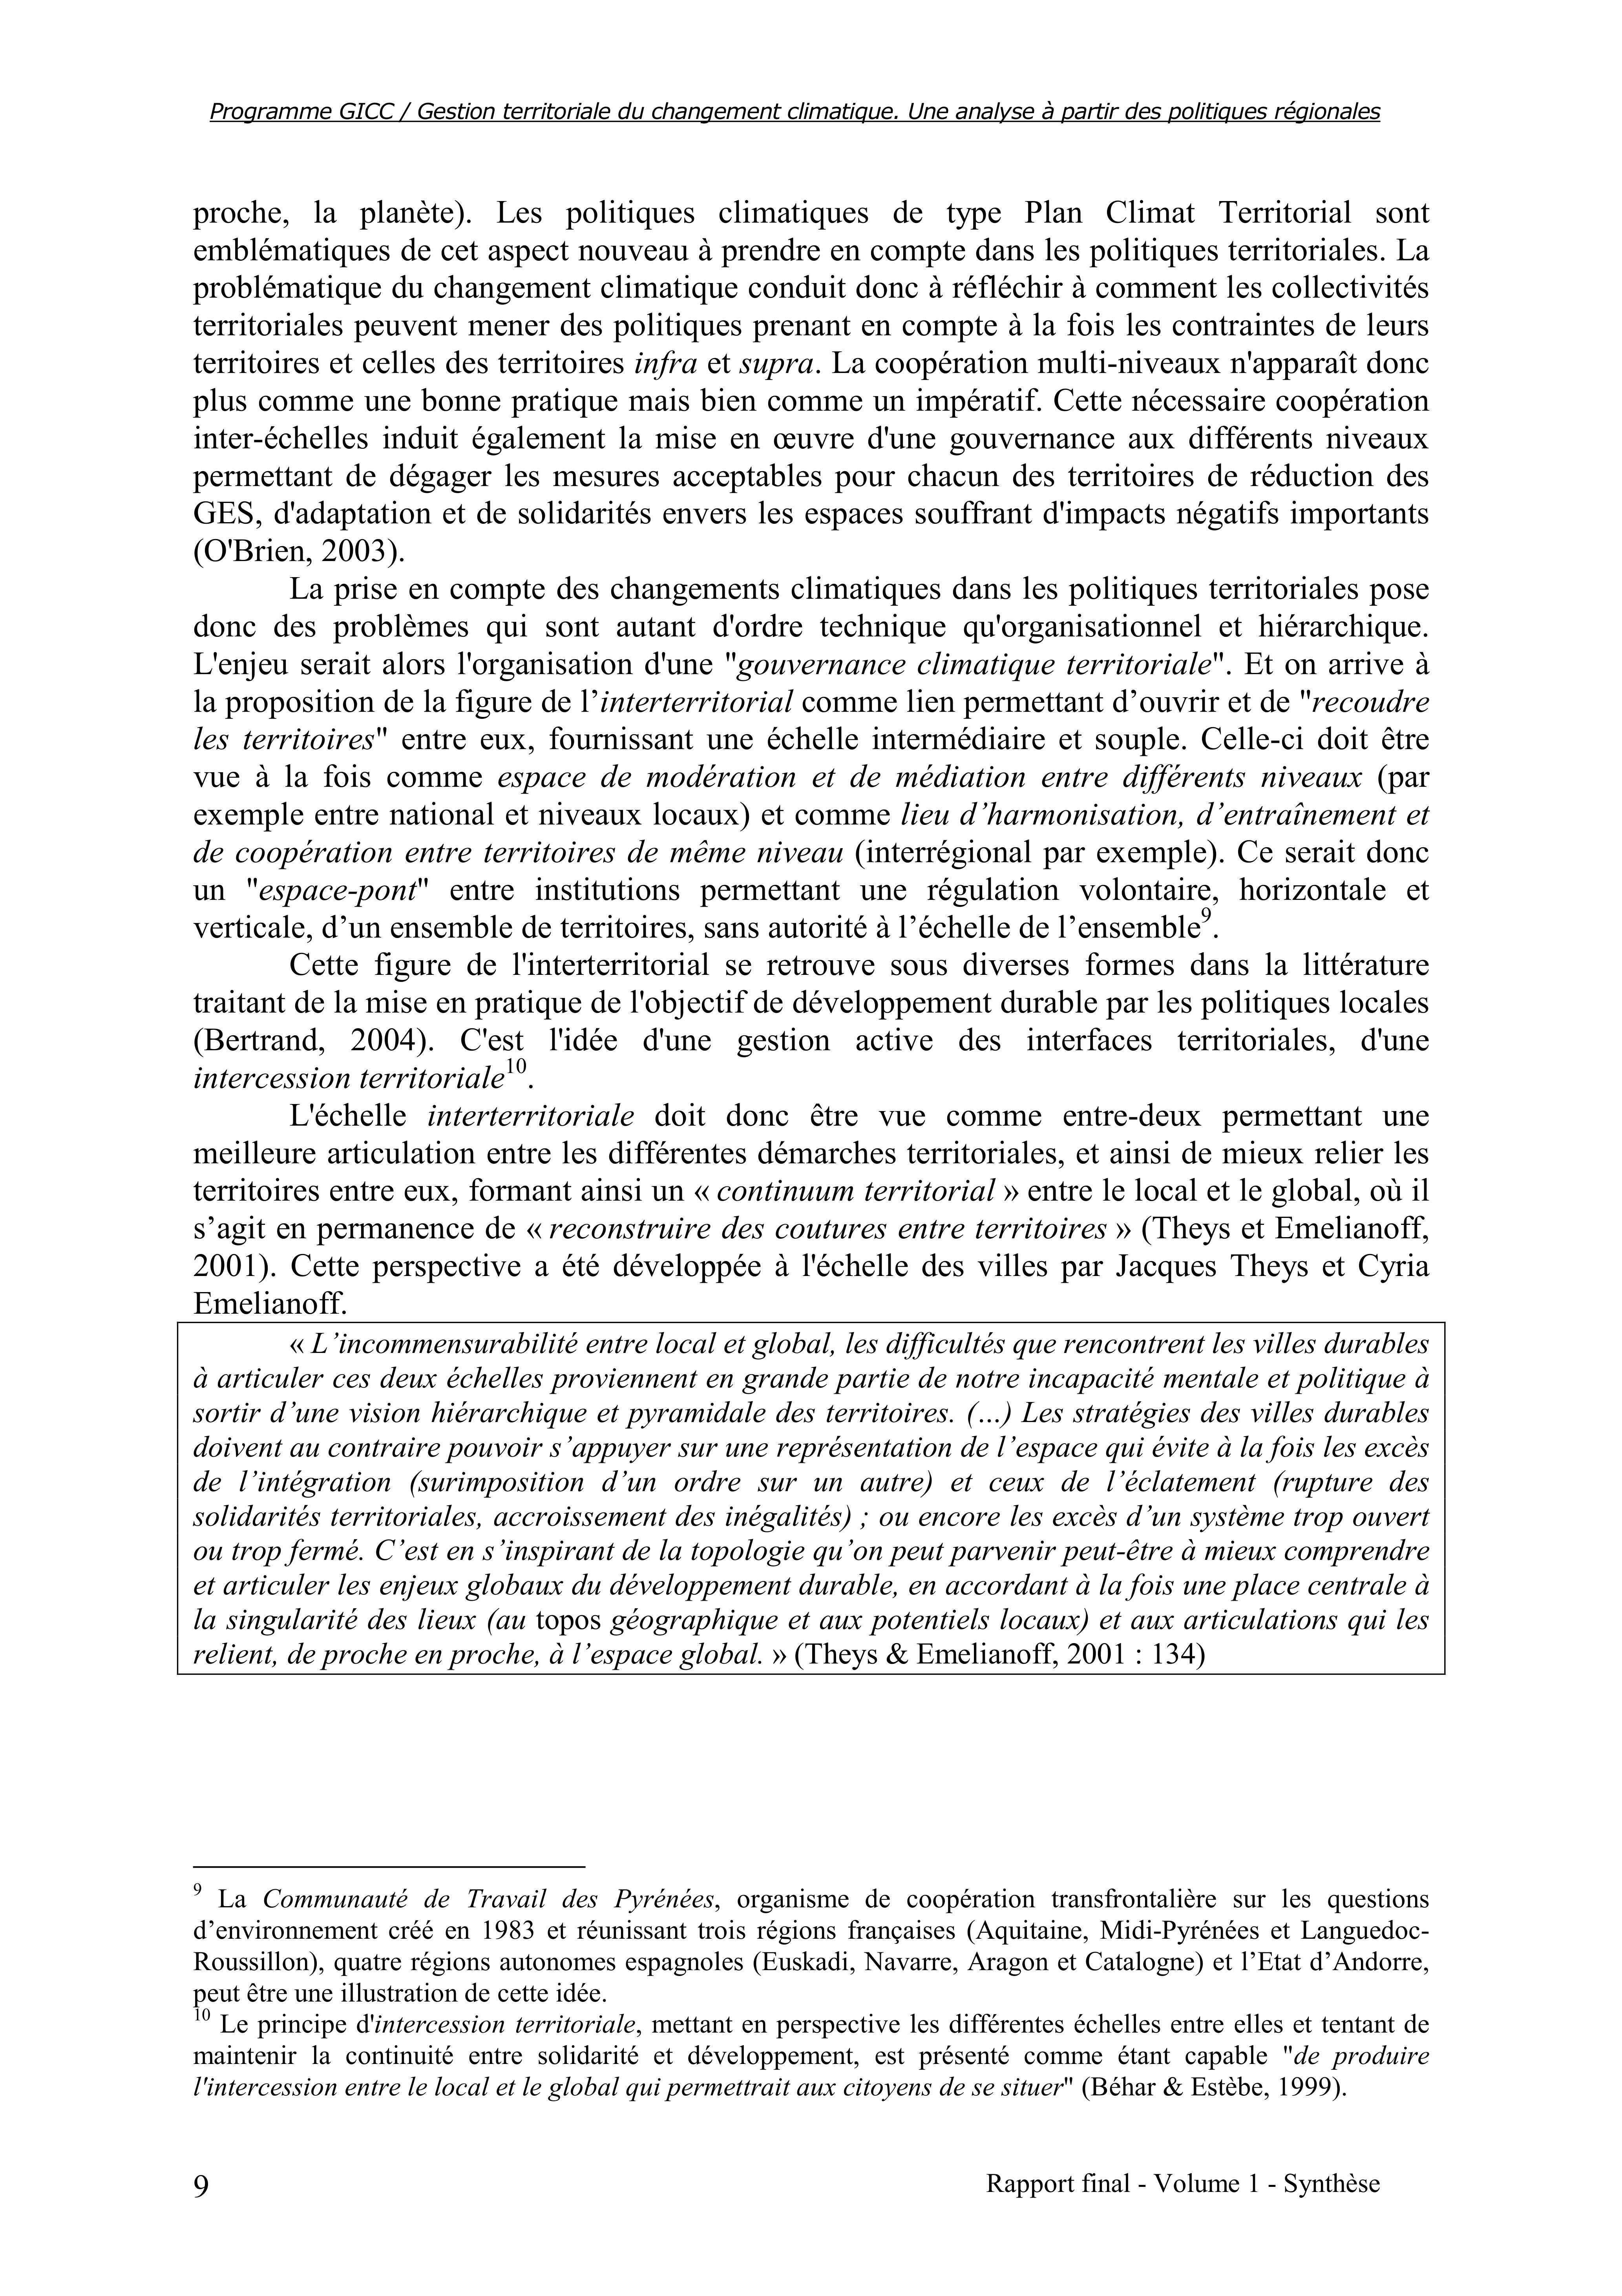 Programme GICC / Gestion territoriale du changement climatique. Une analyse à partir des politiques régionales
proche, la planète). Les politiques climatiques de type Plan Climat Territorial sont
emblématiques de cet aspect nouveau à prendre en compte dans les politiques territoriales. La
problématique du changement climatique conduit donc à réfléchir à comment les collectivités
territoriales peuvent mener des politiques prenant en compte à la fois les contraintes de leurs
territoires et celles des territoires infra et supra. La coopération multi-niveaux n'apparaît donc
plus comme une bonne pratique mais bien comme un impératif. Cette nécessaire coopération
inter-échelles induit également la mise en œuvre d'une gouvernance aux différents niveaux
permettant de dégager les mesures acceptables pour chacun des territoires de réduction des
GES, d'adaptation et de solidarités envers les espaces souffrant d'impacts négatifs importants
(O'Brien, 2003).
La prise en compte des changements climatiques dans les politiques territoriales pose
donc des problèmes qui sont autant d'ordre technique qu'organisationnel et hiérarchique.
L'enjeu serait alors l'organisation d'une "gouvernance climatique territoriale". Et on arrive à
la proposition de la figure de l’interterritorial comme lien permettant d’ouvrir et de "recoudre
les territoires" entre eux, fournissant une échelle intermédiaire et souple. Celle-ci doit être
vue à la fois comme espace de modération et de médiation entre différents niveaux (par
exemple entre national et niveaux locaux) et comme lieu d’harmonisation, d’entraînement et
de coopération entre territoires de même niveau (interrégional par exemple). Ce serait donc
un "espace-pont" entre institutions permettant une régulation volontaire, horizontale et
verticale, d’un ensemble de territoires, sans autorité à l’échelle de l’ensemble9.
Cette figure de l'interterritorial se retrouve sous diverses formes dans la littérature
traitant de la mise en pratique de l'objectif de développement durable par les politiques locales
(Bertrand, 2004). C'est l'idée d'une gestion active des interfaces territoriales, d'une
intercession territoriale10.
L'échelle interterritoriale doit donc être vue comme entre-deux permettant une
meilleure articulation entre les différentes démarches territoriales, et ainsi de mieux relier les
territoires entre eux, formant ainsi un « continuum territorial » entre le local et le global, où il
s’agit en permanence de « reconstruire des coutures entre territoires » (Theys et Emelianoff,
2001). Cette perspective a été développée à l'échelle des villes par Jacques Theys et Cyria
Emelianoff.
« L’incommensurabilité entre local et global, les difficultés que rencontrent les villes durables
à articuler ces deux échelles proviennent en grande partie de notre incapacité mentale et politique à
sortir d’une vision hiérarchique et pyramidale des territoires. (…) Les stratégies des villes durables
doivent au contraire pouvoir s’appuyer sur une représentation de l’espace qui évite à la fois les excès
de l’intégration (surimposition d’un ordre sur un autre) et ceux de l’éclatement (rupture des
solidarités territoriales, accroissement des inégalités) ; ou encore les excès d’un système trop ouvert
ou trop fermé. C’est en s’inspirant de la topologie qu’on peut parvenir peut-être à mieux comprendre
et articuler les enjeux globaux du développement durable, en accordant à la fois une place centrale à
la singularité des lieux (au topos géographique et aux potentiels locaux) et aux articulations qui les
relient, de proche en proche, à l’espace global. » (Theys & Emelianoff, 2001 : 134)
9 La Communauté de Travail des Pyrénées, organisme de coopération transfrontalière sur les questions
d’environnement créé en 1983 et réunissant trois régions françaises (Aquitaine, Midi-Pyrénées et Languedoc-
Roussillon), quatre régions autonomes espagnoles (Euskadi, Navarre, Aragon et Catalogne) et l’Etat d’Andorre,
peut être une illustration de cette idée.
10 Le principe d'intercession territoriale, mettant en perspective les différentes échelles entre elles et tentant de
maintenir la continuité entre solidarité et développement, est présenté comme étant capable "de produire
l'intercession entre le local et le global qui permettrait aux citoyens de se situer" (Béhar & Estèbe, 1999).
9 Rapport final - Volume 1 - Synthèse